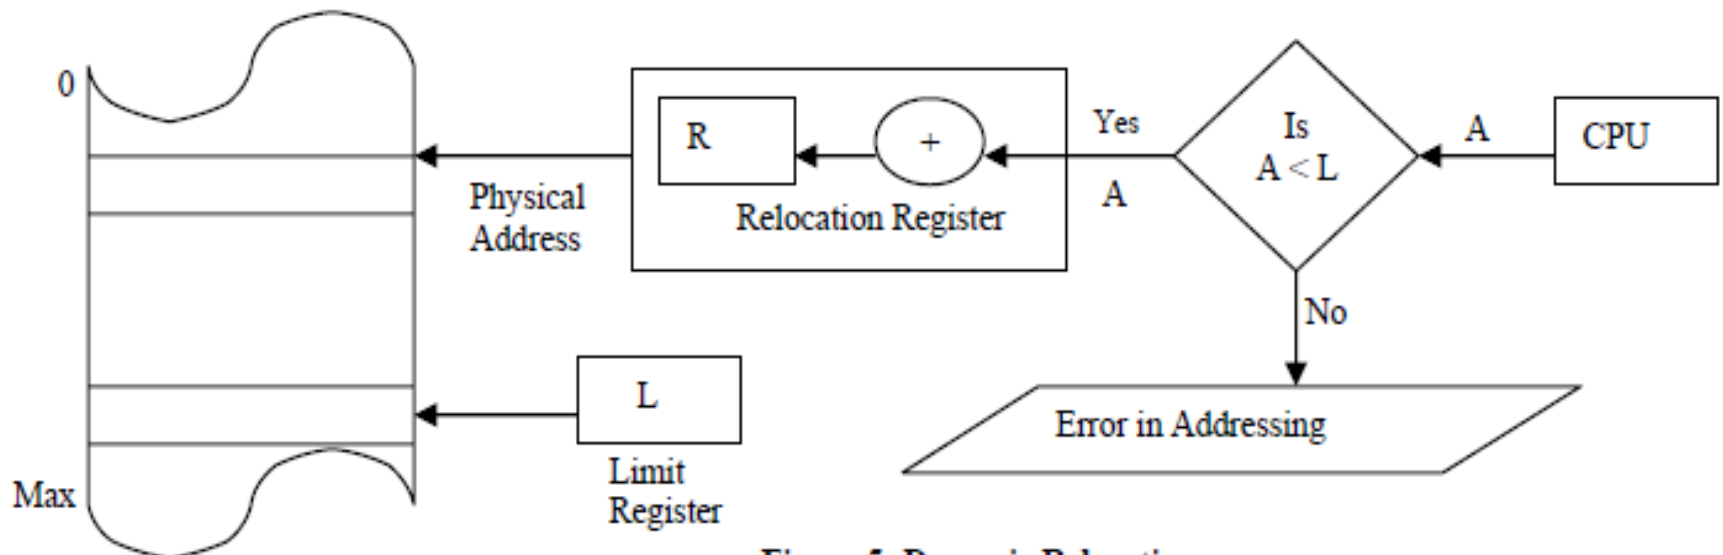 0
R
+
Yes
Is
A < L
A
CPU
Physical
Address
Relocation Register
A
No
L
Error in Addressing
Limit
Register
Max